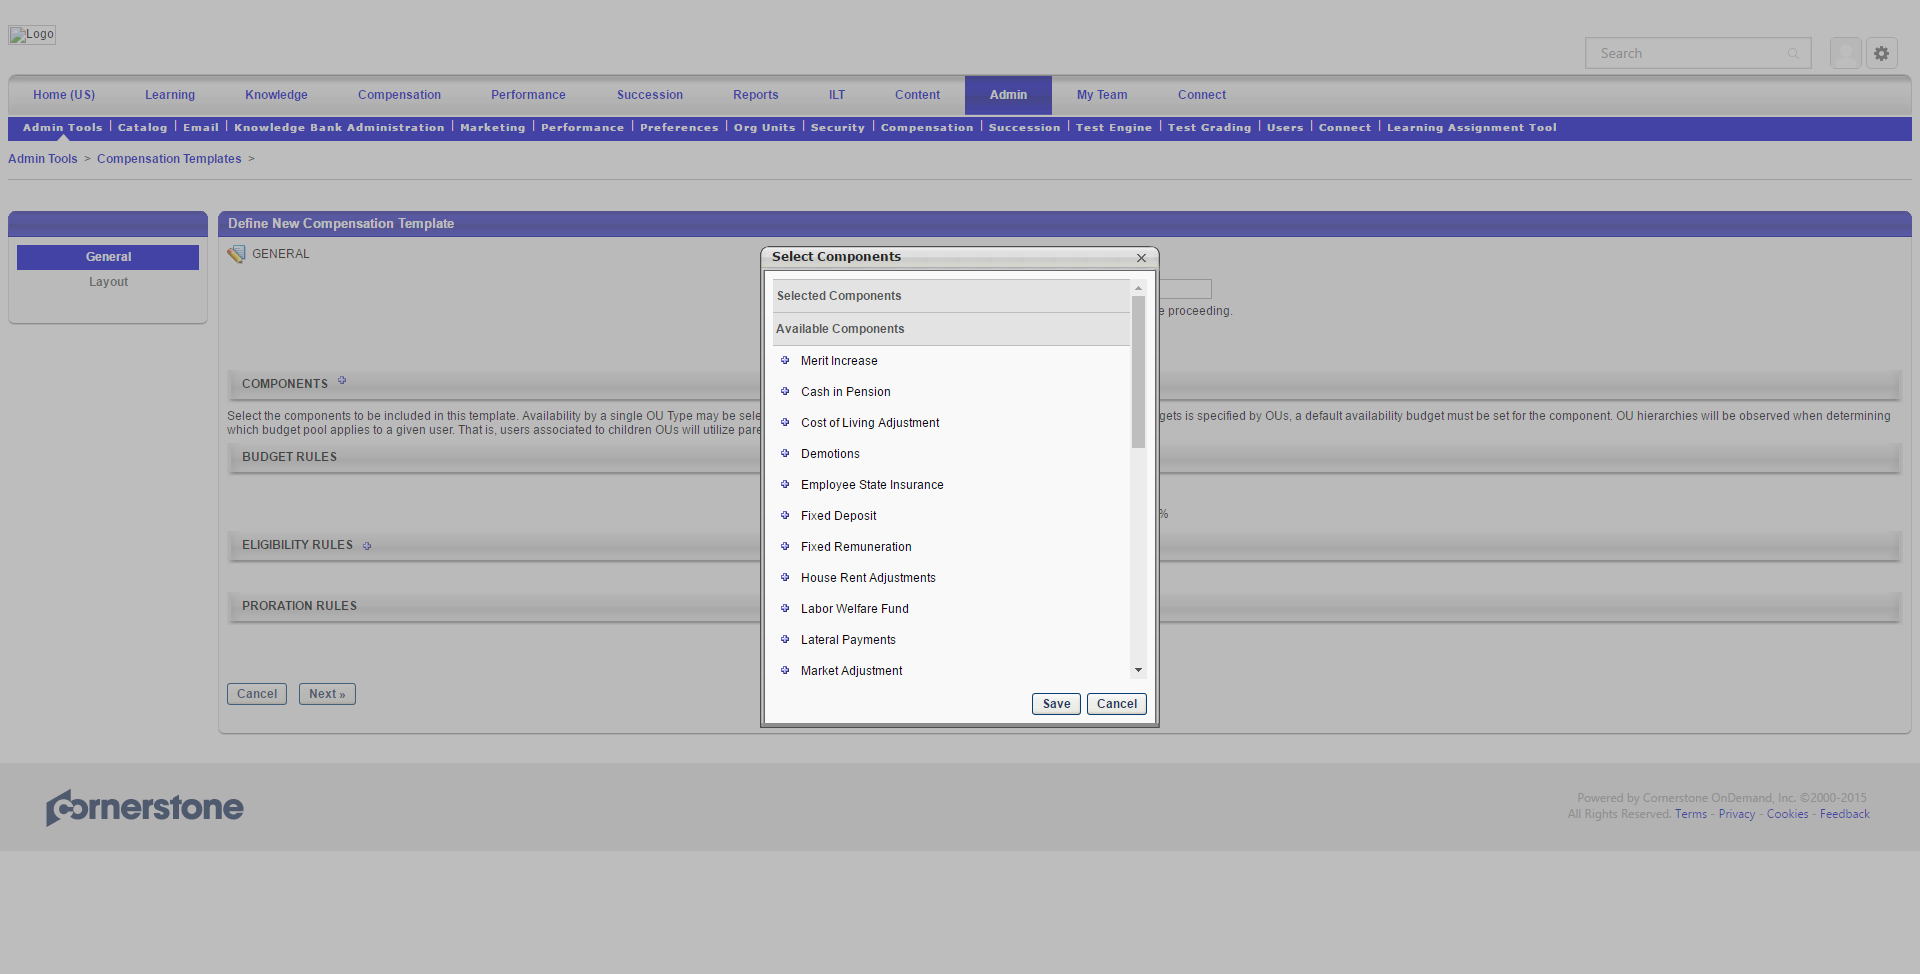 Logo
Search
Home (US) Learning Knowledge Compensation Performance Succession Reports ILT Content Admin My Team Connect
Admin Tools Catalog Email Knowledge Bank Administration Marketing Performance Preferences Org Units Security Compensation Succession Test Engine Test Grading Users Connect Learning Assignment Tool
Admin Tools > Compensation Templates >
General
Layout
Define New Compensation Template
GENERAL
proceeding.
COMPONENTS
Select the components to be included in this template. Availability by a single OU Type may be
is specified by OUs, a default availability budget must be set for the component. OU hierarchies will be observed when determining
which budget pool applies to a given user. That is, users associated to children OUs will utilize
BUDGET RULES
%
ELIGIBILITY RULES
PRORATION RULES
Cancel Next »
Select Components
Selected Components
Available Components
Merit Increase
Cash in Pension
Cost of Living Adjustment
Demotions
Employee State Insurance
Fixed Deposit
Fixed Remuneration
House Rent Adjustments
Labor Welfare Fund
Lateral Payments
Market Adjustment
Save Cancel
Cornerstone
Powered by Cornerstone OnDemand, Inc. ©2000-2015
All Rights Reserved. Terms - Privacy - Cookies - Feedback